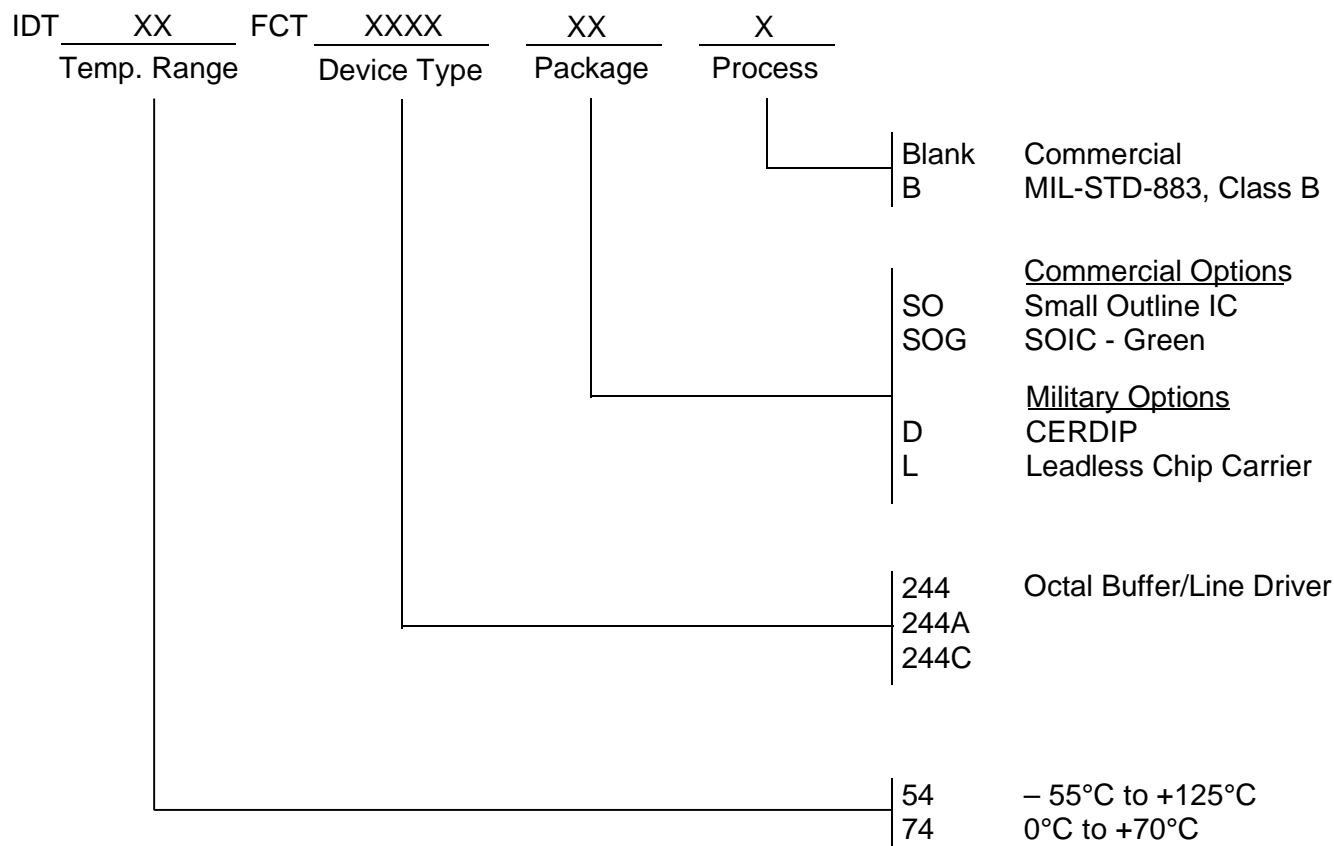 IDT XX FCT XXXX XX X
Temp. Range Device Type Package Process
Blank Commercial
B MIL-STD-883, Class B
Commercial Options
SO Small Outline IC
SOG SOIC - Green
Military Options
D CERDIP
L Leadless Chip Carrier
244 Octal Buffer/Line Driver
244A
244C
54 – 55°C to +125°C
74 0°C to +70°C